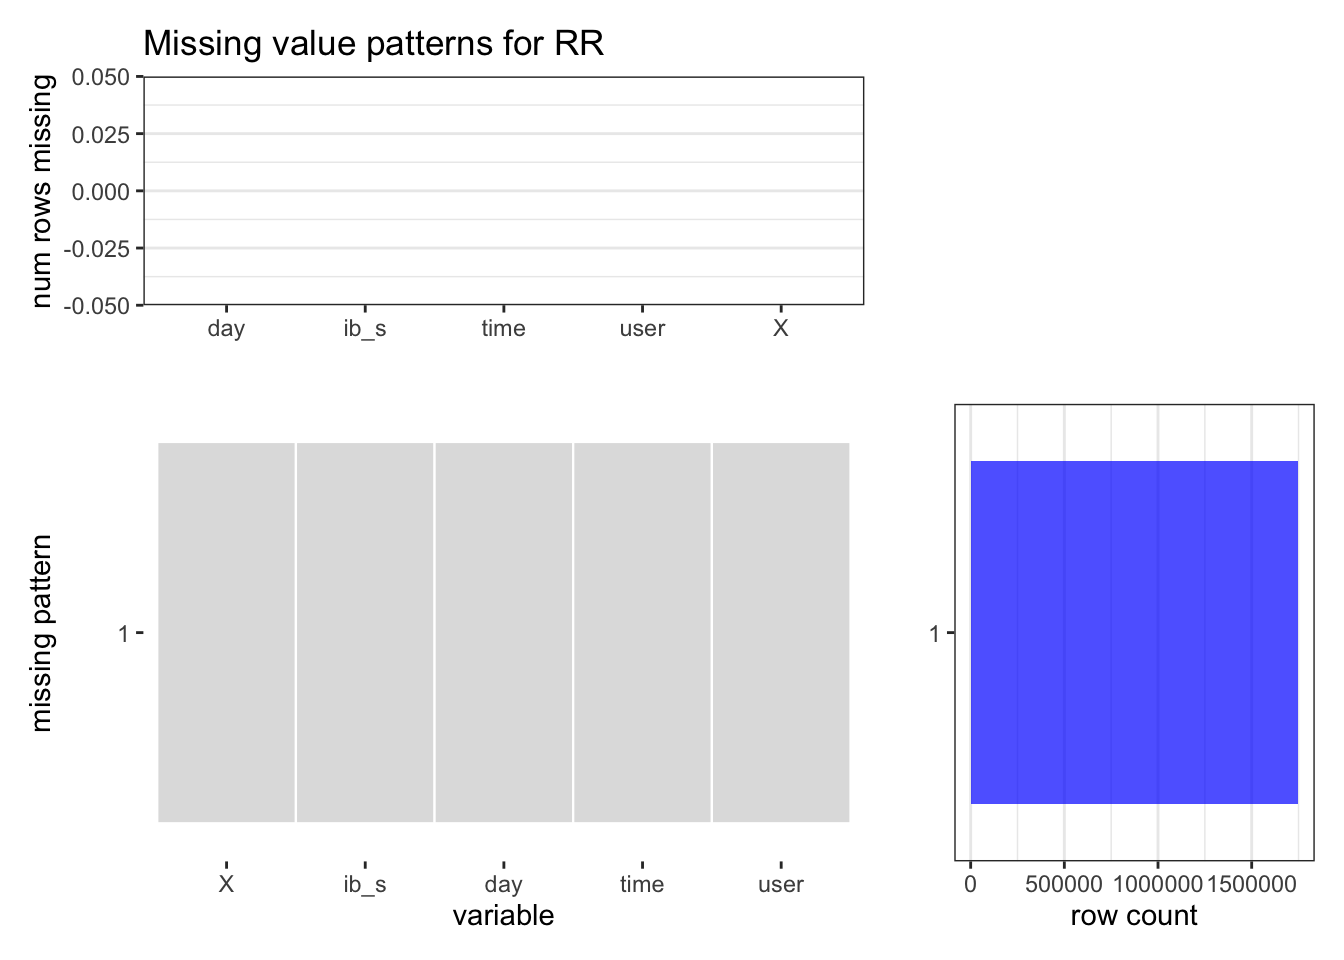 Missing value patterns for RR
num rows missing
0.050
0.025
0.000
-0.025
-0.050
day ib_s time user X
missing pattern
1
X ib_s day time user
variable
1
0 500000 1000000 1500000
row count